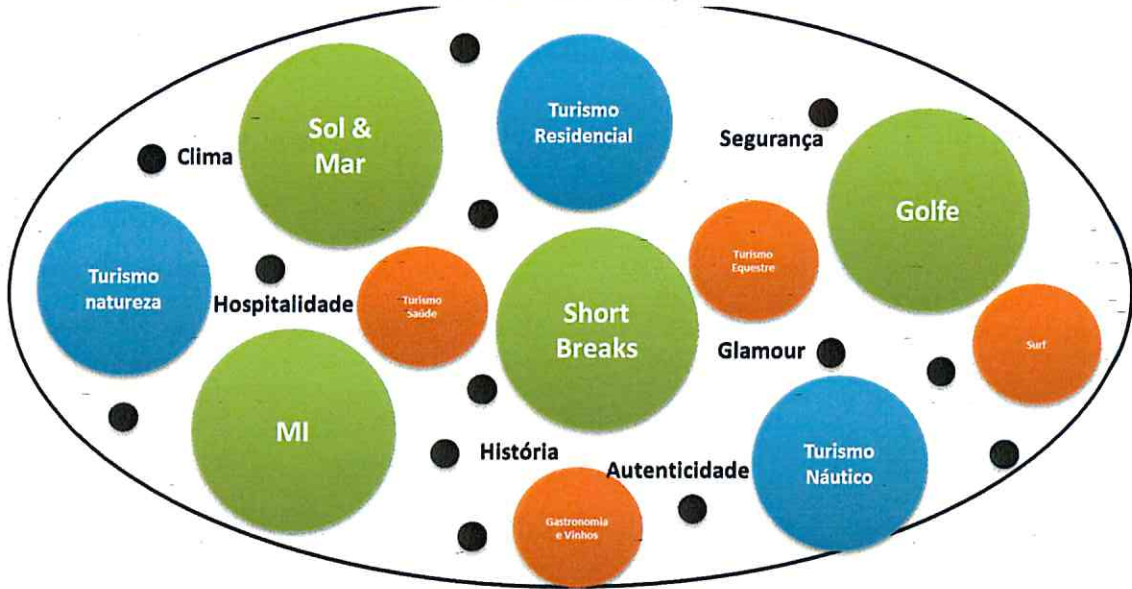 Sol &
Mar
Turismo
Residencial
Segurança
Clima
Golfe
Turismo
natureza
Hospitalidade
Turismo
Saúde
Short
Breaks
Turismo
Equestre
Glamour
Surf
MI
História
Autenticidade
Turismo
Náutico
Gastronomia
e Vinhos